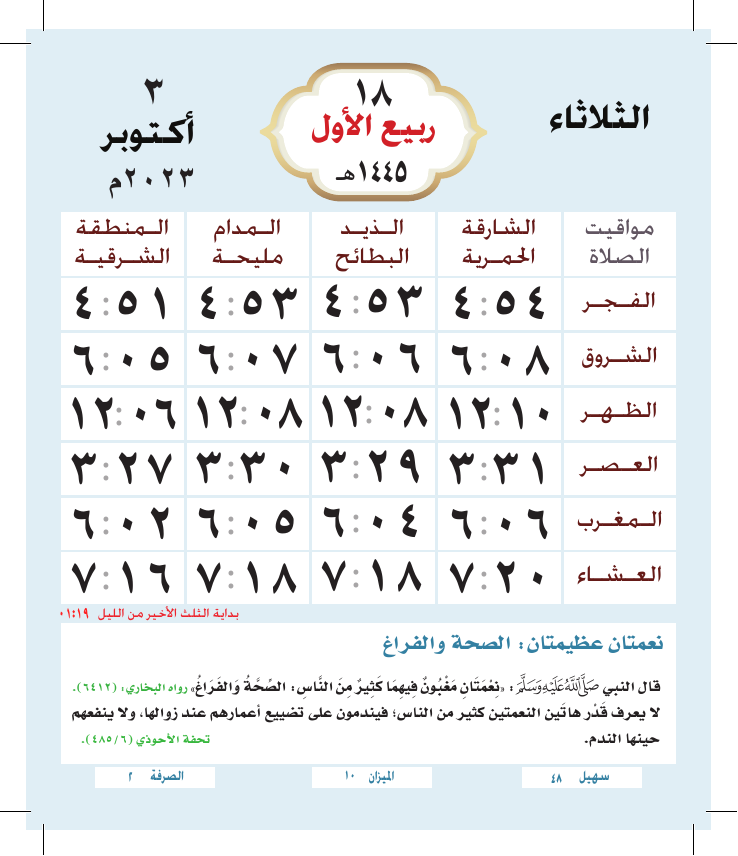 الثلاثاء
١٨
ربيع الأول
١٤٤٥هـ
٣
أكتوبر
٢٠٢٣م
مواقيت الصلاة	الشارقة الحمرية	الذيد البطائح	المدام مليحة	المنطقة الشرقية
الفجر	٤:٥٤	٤:٥٣	٤:٥٣	٤:٥١
الشروق	٦:٠٨	٦:٠٦	٦:٠٧	٦:٠٥
الظهر	١٢:١٠	١٢:٠٨	١٢:٠٨	١٢:٠٦
العصر	٣:٣١	٣:٢٩	٣:٣٠	٣:٢٧
المغرب	٦:٠٦	٦:٠٤	٦:٠٥	٦:٠٢
العشاء	٧:٢٠	٧:١٨	٧:١٨	٧:١٦
بداية الثلث الأخير من الليل ٠١:١٩
نعمتان عظيمتان: الصحة والفراغ
قال النبي صَلَّى اللَّهُ عَلَيْهِ وَسَلَّمَ: «نِعْمَتَانِ مَغْبُونٌ فِيهِمَا كَثِيرٌ مِنَ النَّاسِ: الصِّحَّةُ وَالفَرَاغُ» رواه البخاري: (٦٤١٢).
لا يعرف قَدْر هاتَين النعمتين كثير من الناس؛ فيندمون على تضييع أعمارهم عند زوالها، ولا ينفعهم
حينها الندم. تحفة الأحوذي (٤٨٥/٦).
سهيل ٤٨	الميزان ١٠	الصرفة ٢